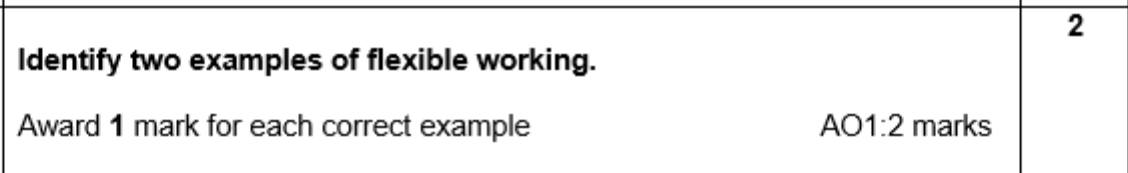 2
Identify two examples of flexible working.
Award 1 mark for each correct example AO1:2 marks